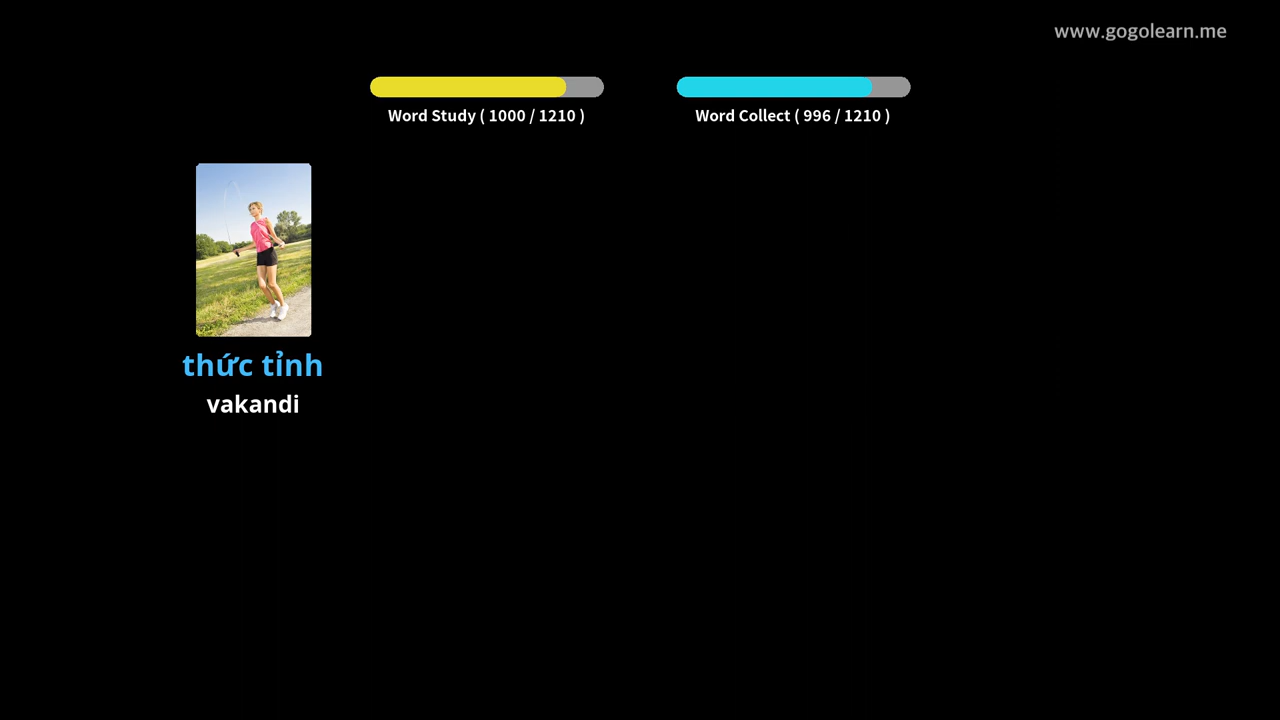 www.gogolearn.me
Word Study ( 1000 / 1210 )
Word Collect ( 996 / 1210 )
thức tỉnh
vakandi